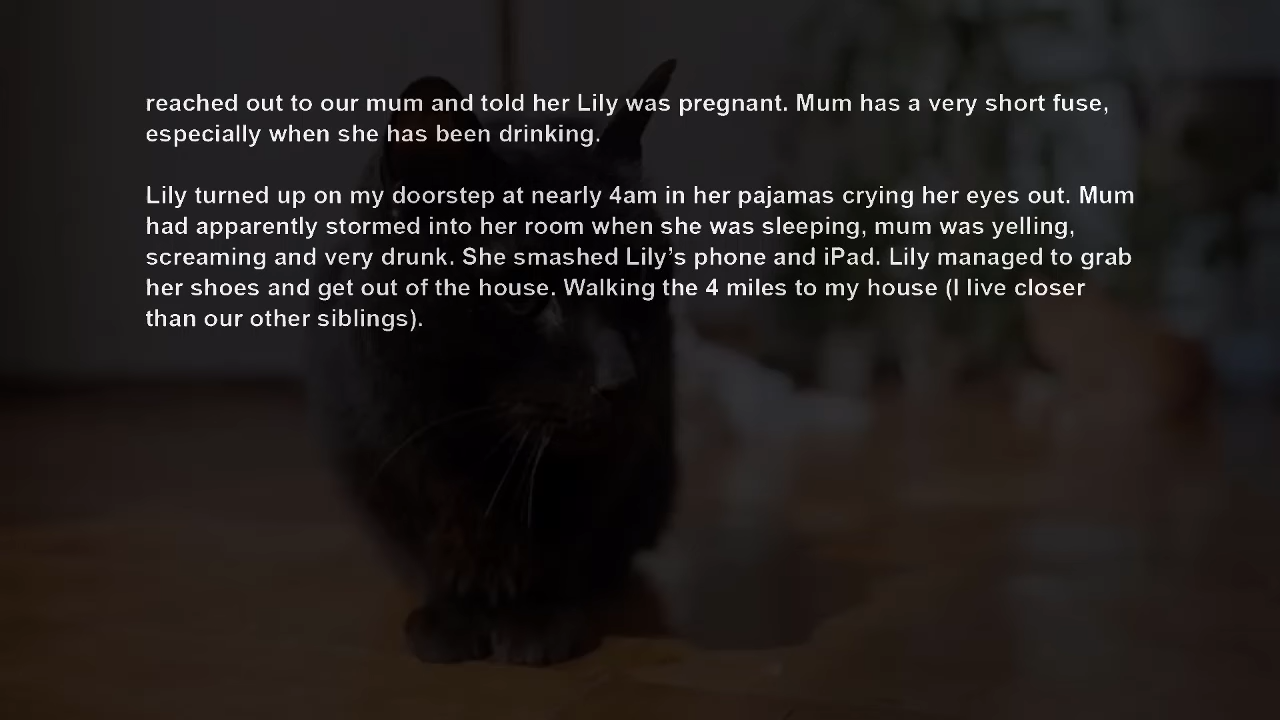 reached out to our mum and told her Lily was pregnant. Mum has a very short fuse,
especially when she has been drinking.
Lily turned up on my doorstep at nearly 4am in her pajamas crying her eyes out. Mum
had apparently stormed into her room when she was sleeping, mum was yelling,
screaming and very drunk. She smashed Lily’s phone and iPad. Lily managed to grab
her shoes and get out of the house. Walking the 4 miles to my house (I live closer
than our other siblings).